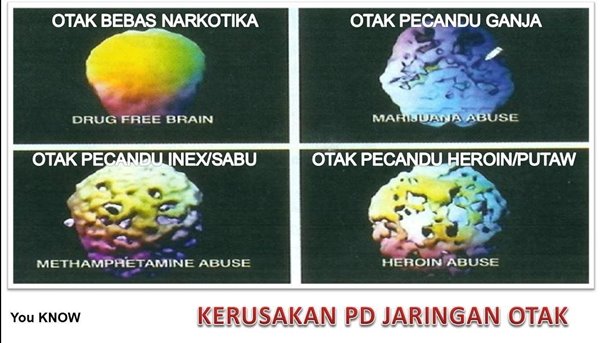 OTAK BEBAS NARKOTIKA
DRUG FREE BRAIN
OTAK PECANDU GANJA
MARIJUANA ABUSE
OTAK PECANDU INEX/SABU
METHAMPHETAMINE ABUSE
OTAK PECANDU HEROIN/PUTAW
HEROIN ABUSE
You KNOW
KERUSAKAN PD JARINGAN OTAK